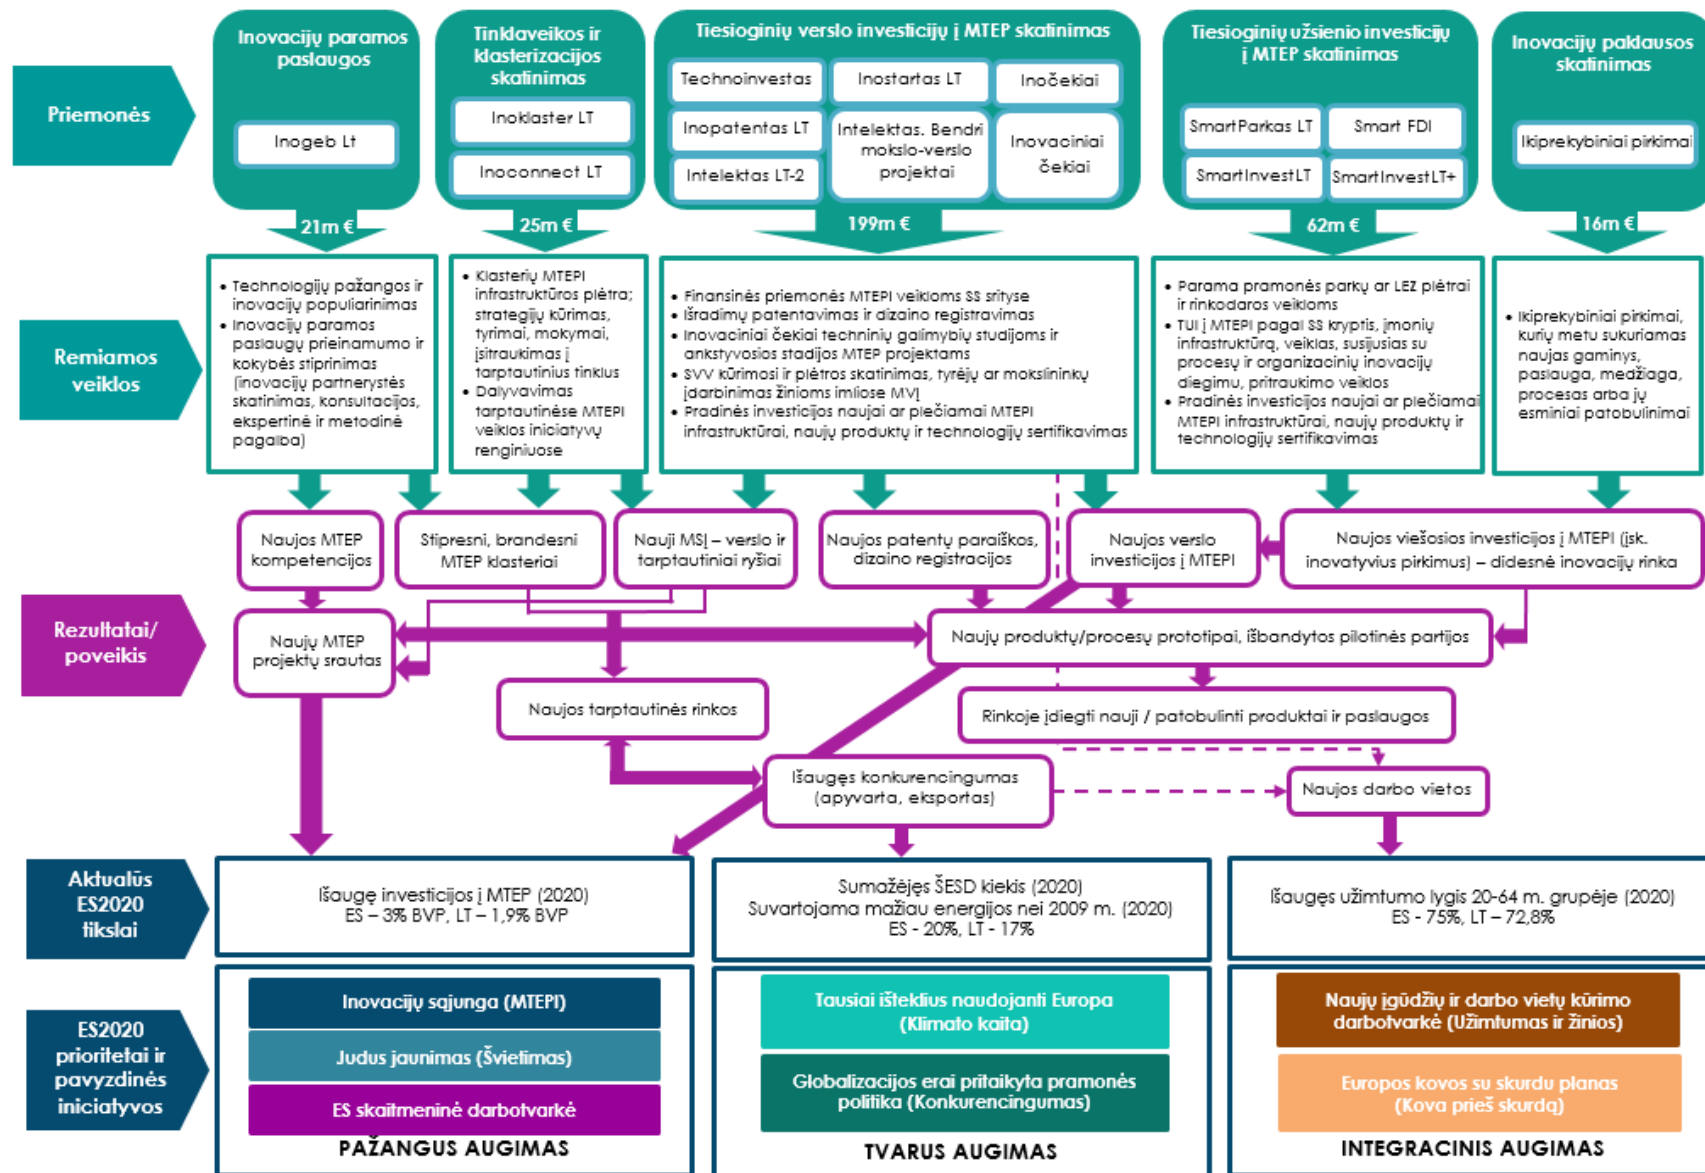 Priemonės
Inovacijų paramos
paslaugos
Inogeb Lt
21m €
Tinklaveikos ir
klasterizacijos
skatinimas
Inoklaster LT
Inoconnect LT
25m €
Tiesioginių verslo investicijų į MTEP skatinimas
Technoinvestas
Inostartas LT
Inočekiai
Inopatentas LT
Intelektas. Bendri
mokslo-verslo
projektai
Inovaciniai
čekiai
Intelektas LT-2
199m €
Tiesioginių užsienio investicijų
į MTEP skatinimas
SmartParkas LT
Smart FDI
SmartInvestLT
SmartInvestLT+
62m €
Inovacijų paklausos
skatinimas
Ikiprekybiniai pirkimai
16m €
Remiamos
veiklos
• Technologijų pažangos ir
inovacijų populiarinimas
• Inovacijų paramos
paslaugų prieinamumo ir
kokybės stiprinimas
(inovacijų partnerystės
skatinimas, konsultacijos,
ekspertinė ir metodinė
pagalba)
• Klasterių MTEPI
infrastruktūros plėtra;
strategijų kūrimas,
tyrimai, mokymai,
įsitraukimas į
tarptautinius tinklus
• Dalyvavimas
tarptautinėse MTEPI
veiklos iniciatyvų
renginiuose
• Finansinės priemonės MTEPI veikloms SS srityse
• Išradimų patentavimas ir dizaino registravimas
• Inovaciniai čekiai techninių galimybių studijoms ir
ankstyvosios stadijos MTEP projektams
• SVV kūrimosi ir plėtros skatinimas, tyrėjų ar mokslininkų
įdarbinimas žinioms imliose MVĮ
• Pradinės investicijos naujai ar plečiamai MTEPI
infrastruktūrai, naujų produktų ir technologijų sertifikavimas
• Parama pramonės parkų ar LEZ plėtrai
ir rinkodaros veikloms
• TUI į MTEPI pagal SS kryptis, įmonių
infrastruktūrą, veiklas, susijusias su
procesų ir organizacinių inovacijų
diegimu, pritraukimo veiklos
• Pradinės investicijos naujai ar plečiamai
MTEPI infrastruktūrai, naujų produktų ir
technologijų sertifikavimas
• Ikiprekybiniai pirkimai,
kurių metu sukuriamas
naujas gaminys,
paslauga, medžiaga,
procesas arba jų
esminiai patobulinimai
Rezultatai/
poveikis
Naujos MTEP
kompetencijos
Stipresni, brandesni
MTEP klasteriai
Nauji MSĮ – verslo ir
tarptautiniai ryšiai
Naujos patentų paraiškos,
dizaino registracijos
Naujos verslo
investicijos į MTEPI
Naujos viešosios investicijos į MTEPI (įsk.
inovatyvius pirkimus) – didesnė inovacijų rinka
Naujų MTEP
projektų srautas
Naujų produktų/procesų prototipai, išbandytos pilotinės partijos
Naujos tarptautinės rinkos
Rinkoje įdiegti nauji / patobulinti produktai ir paslaugos
Išaugęs konkurencingumas
(apyvarta, eksportas)
Naujos darbo vietos
Aktualūs
ES2020
tikslai
Išaugę investicijos į MTEP (2020)
ES – 3% BVP, LT – 1,9% BVP
Sumažėjęs ŠESD kiekis (2020)
Suvartojama mažiau energijos nei 2009 m. (2020)
ES - 20%, LT - 17%
Išaugęs užimtumo lygis 20-64 m. grupėje (2020)
ES - 75%, LT – 72,8%
ES2020
prioritetai ir
pavyzdinės
iniciatyvos
Inovacijų sąjunga (MTEPI)
Judus jaunimas (Švietimas)
ES skaitmeninė darbotvarkė
PAŽANGUS AUGIMAS
Tausiai išteklius naudojanti Europa
(Klimato kaita)
Globalizacijos erai pritaikyta pramonės
politika (Konkurencingumas)
TVARUS AUGIMAS
Naujų įgūdžių ir darbo vietų kūrimo
darbotvarkė (Užimtumas ir žinios)
Europos kovos su skurdu planas
(Kova prieš skurdą)
INTEGRACINIS AUGIMAS